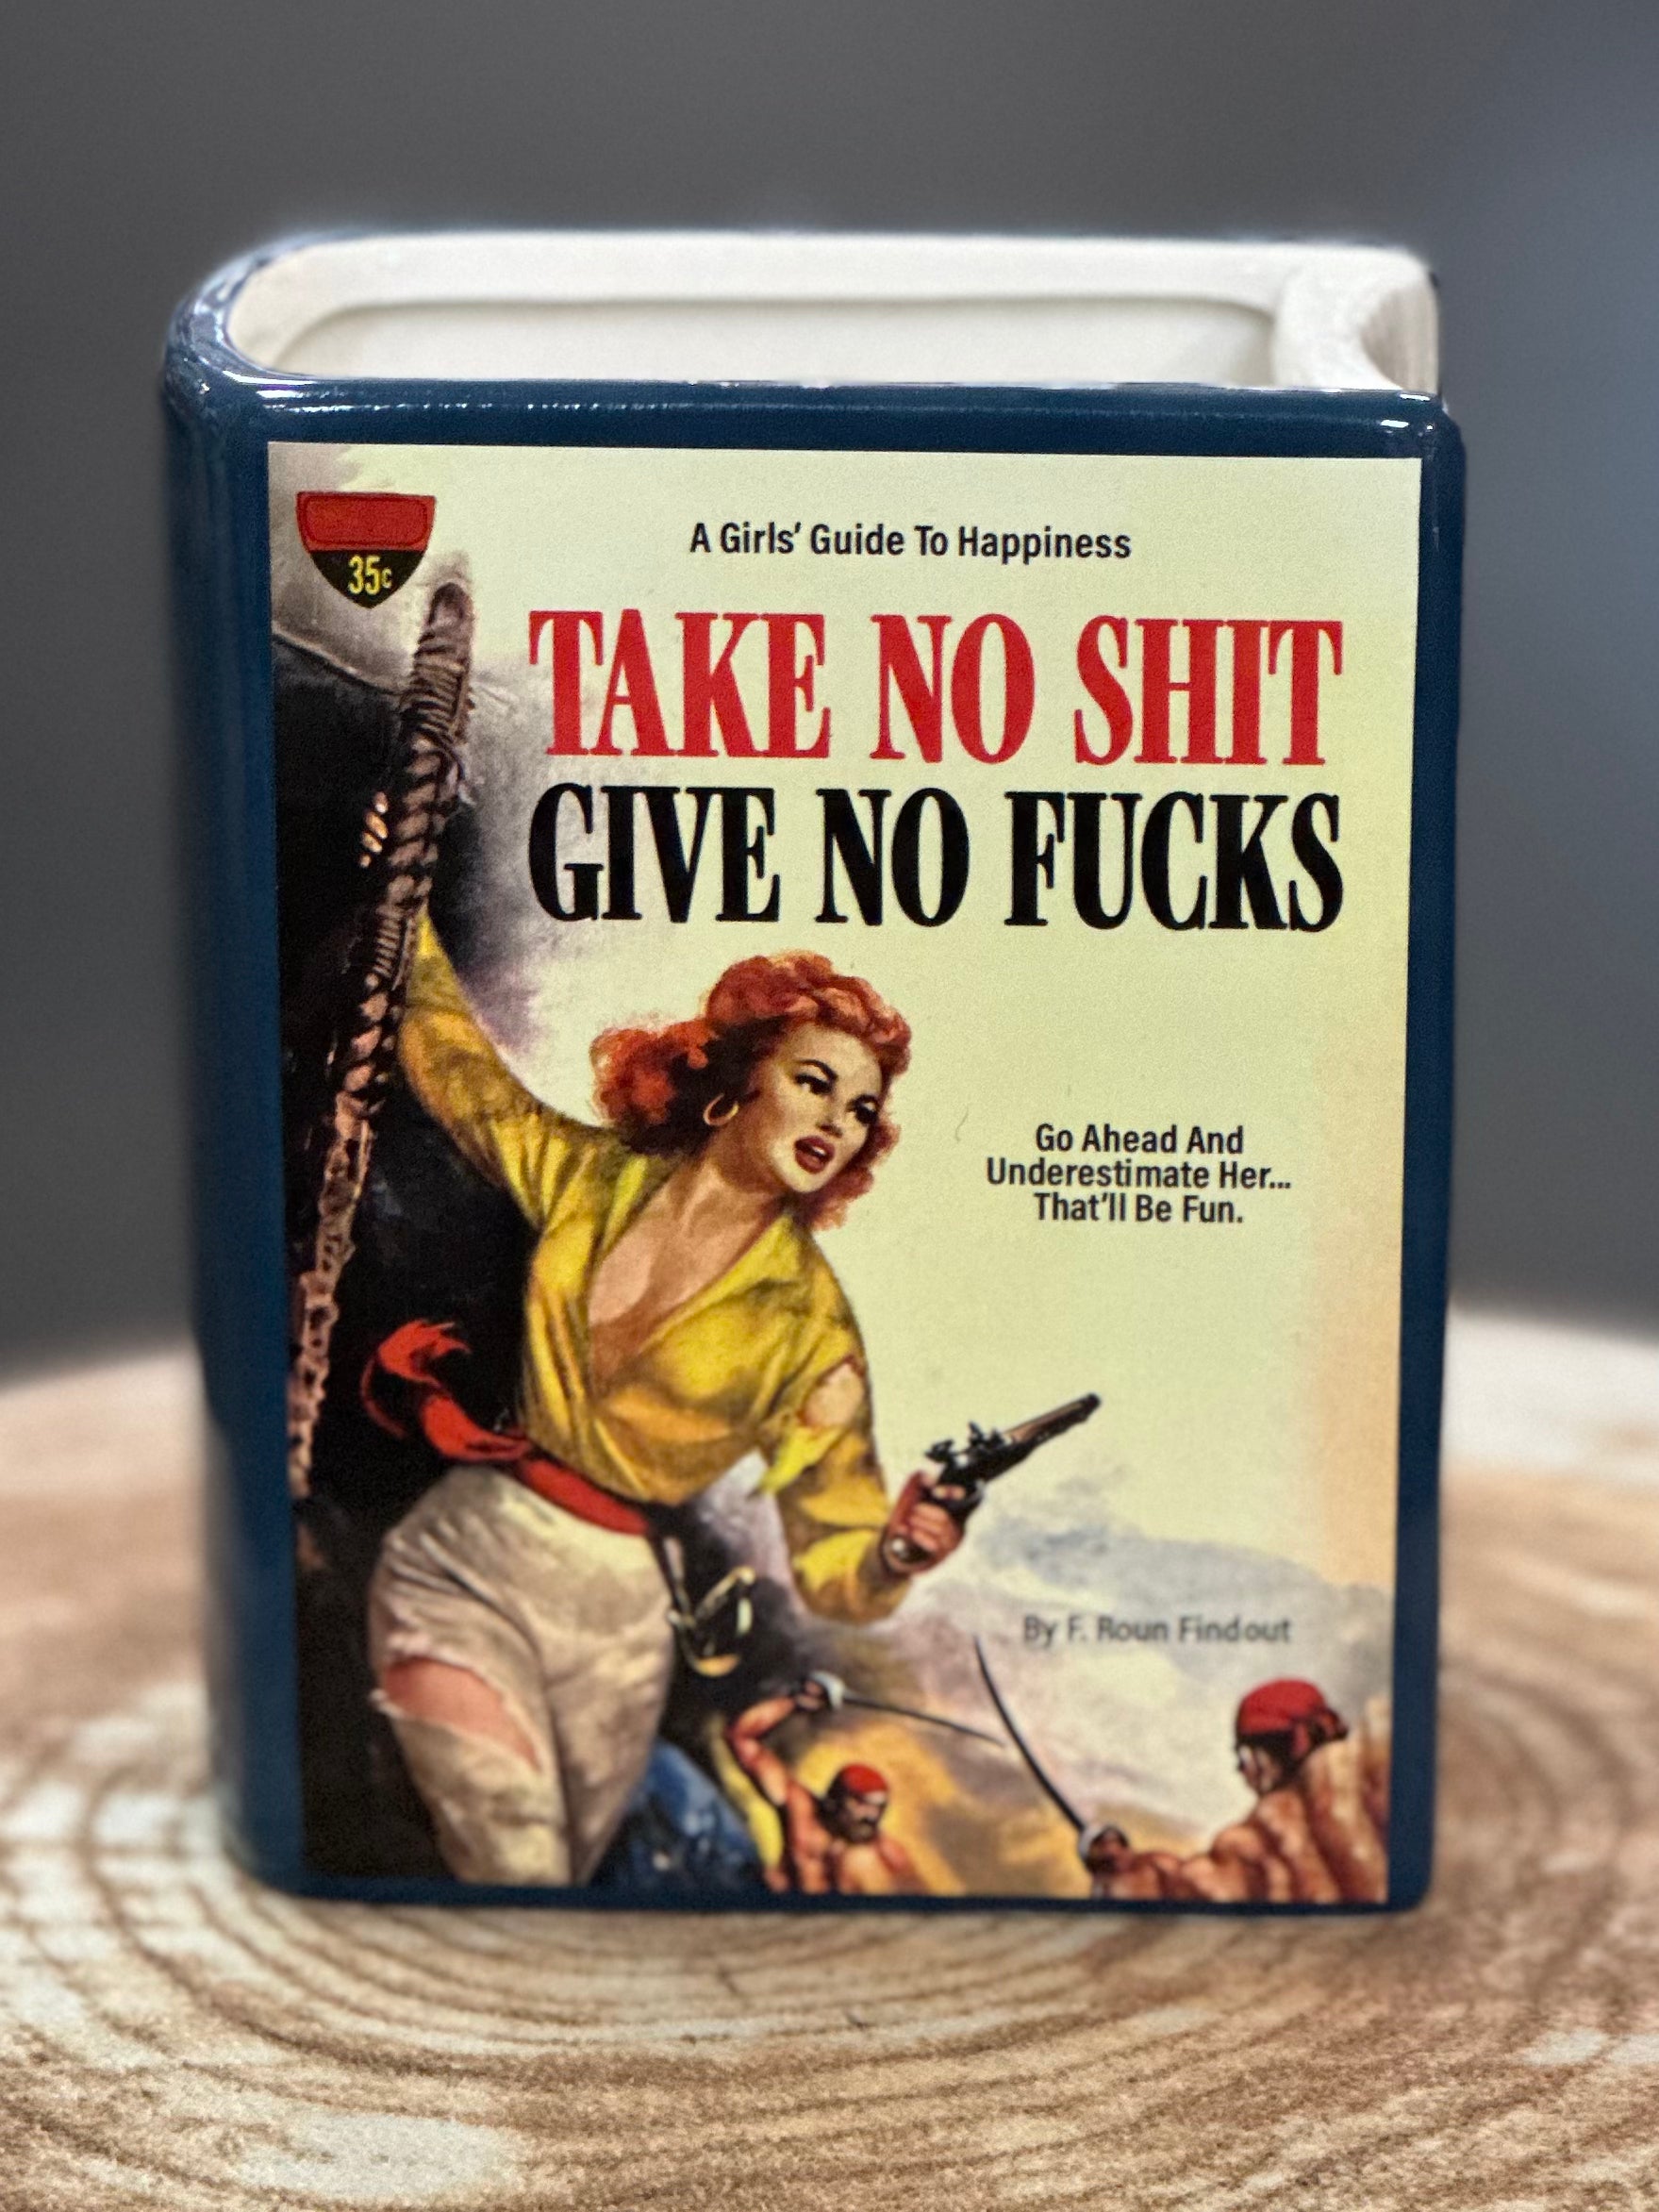 35c
A Girls' Guide To Happiness
TAKE NO SHIT
GIVE NO FUCKS
Go Ahead And
Underestimate Her...
That'll Be Fun.
By F. Roun Findout